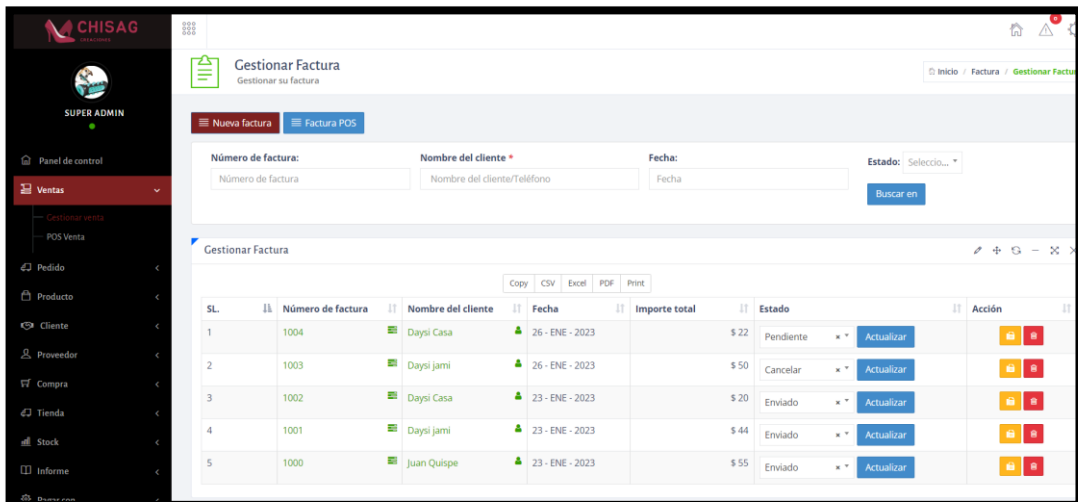 CHISAG
CREACIONES
0
SUPER ADMIN
Panel de control
Ventas
Gestionar venta
POS Venta
Pedido
Producto
Cliente
Proveedor
Compra
Tienda
Stock
Informe
Pagar con
Gestionar Factura
Gestionar su factura
Inicio / Factura / Gestionar Factur
Nueva factura
Factura POS
Número de factura: Nombre del cliente * Fecha: Estado: Seleccio...
Número de factura Nombre del cliente/Teléfono Fecha
Buscar en
Gestionar Factura
Copy CSV Excel PDF Print
SL. Número de factura Nombre del cliente Fecha Importe total Estado Acción
1 1004 Daysi Casa 26 - ENE - 2023 $ 22 Pendiente × Actualizar
2 1003 Daysi jami 26 - ENE - 2023 $ 50 Cancelar × Actualizar
3 1002 Daysi Casa 23 - ENE - 2023 $ 20 Enviado × Actualizar
4 1001 Daysi jami 23 - ENE - 2023 $ 44 Enviado × Actualizar
5 1000 Juan Quispe 23 - ENE - 2023 $ 55 Enviado × Actualizar